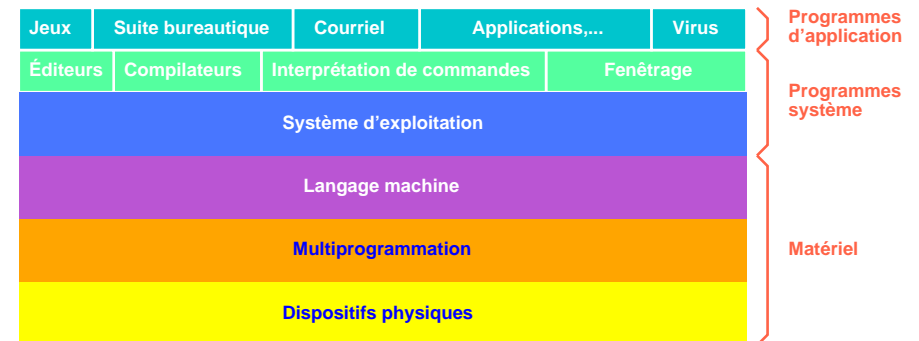 Jeux Suite bureautique Courriel Applications,... Virus
Programmes
d’application
Éditeurs Compilateurs Interprétation de commandes Fenêtrage
Programmes
système
Système d’exploitation
Langage machine
Multiprogrammation
Matériel
Dispositifs physiques